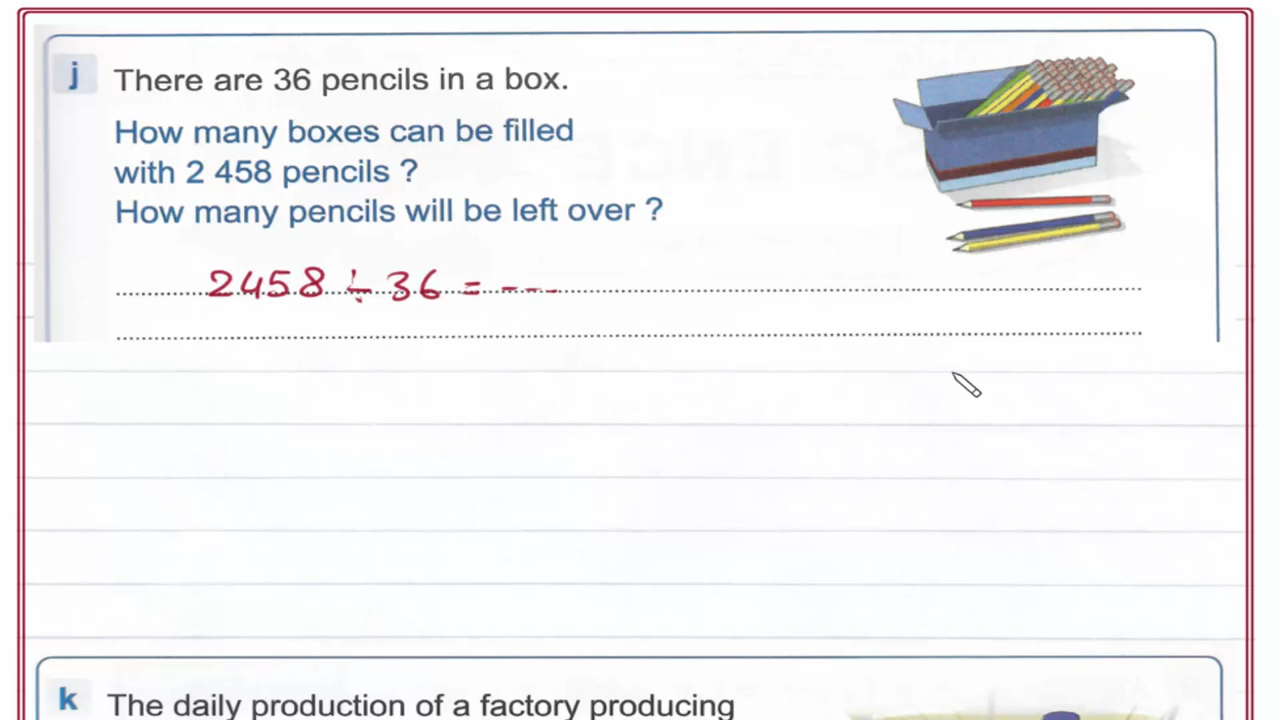 j There are 36 pencils in a box.
How many boxes can be filled
with 2 458 pencils ?
How many pencils will be left over ?
2458 ÷ 36 = ---
k The daily production of a factory producing